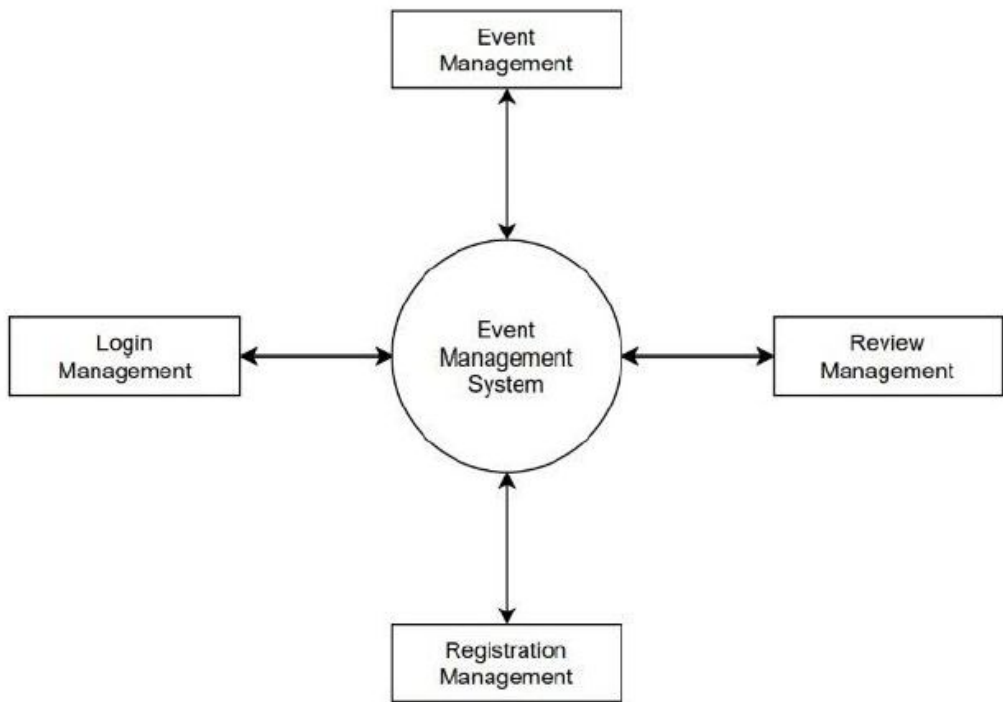 Event
Management
Login
Management
Event
Management
System
Review
Management
Registration
Management